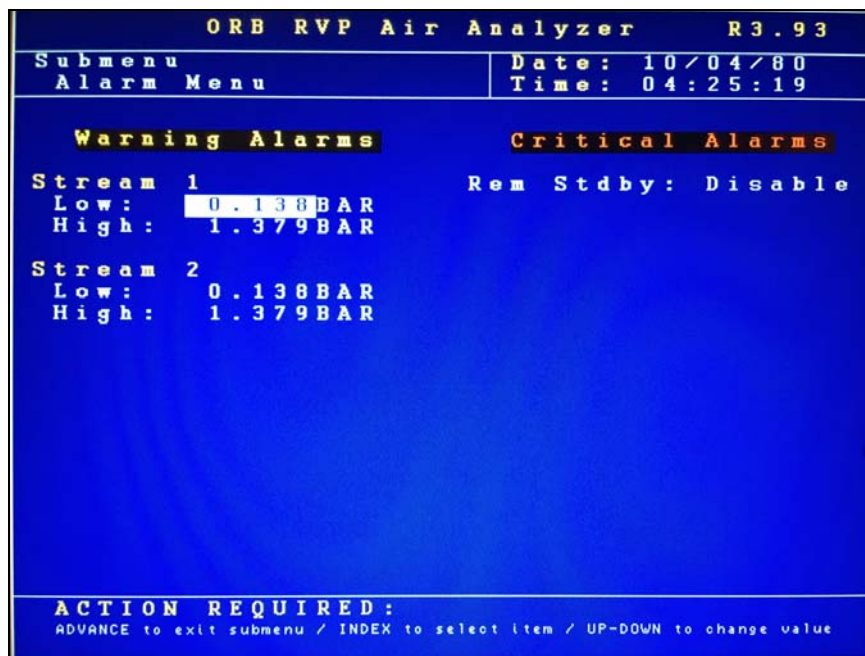 ORB RVP Air Analyzer R3.93
Submenu
Alarm Menu
Date: 10/04/80
Time: 04:25:19
Warning Alarms
Critical Alarms
Stream 1
Low: 0.138BAR
High: 1.379BAR
Rem Stdby: Disable
Stream 2
Low: 0.138BAR
High: 1.379BAR
ACTION REQUIRED:
ADVANCE to exit submenu / INDEX to select item / UP-DOWN to change value